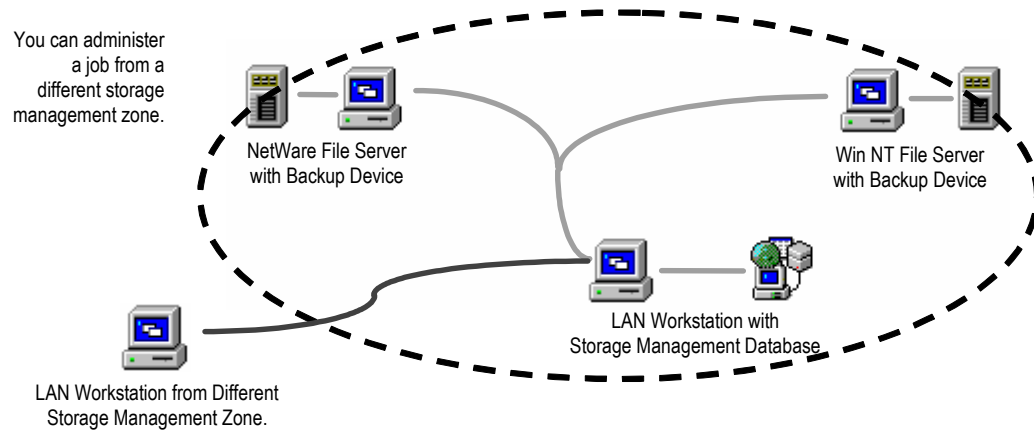 You can administer
a job from a
different storage
management zone.
NetWare File Server
with Backup Device
Win NT File Server
with Backup Device
LAN Workstation with
Storage Management Database
LAN Workstation from Different
Storage Management Zone.